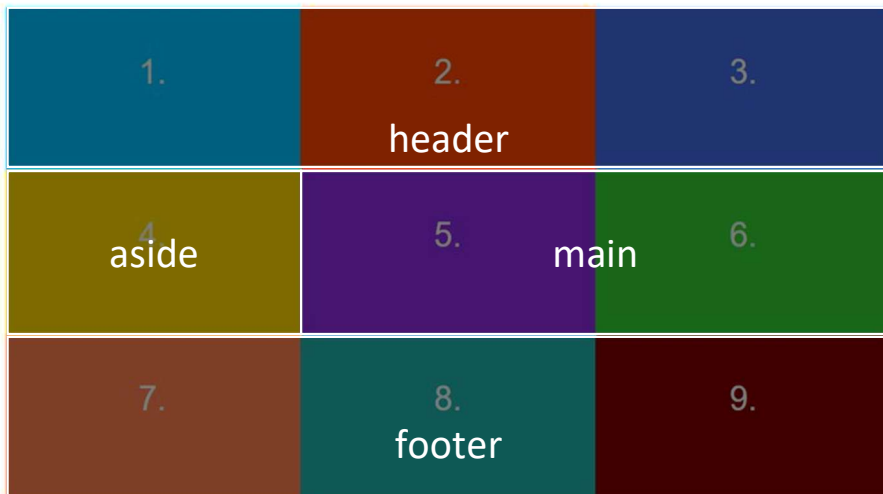 1. 2. 3.
header
4. 5. 6.
aside main
7. 8. 9.
footer